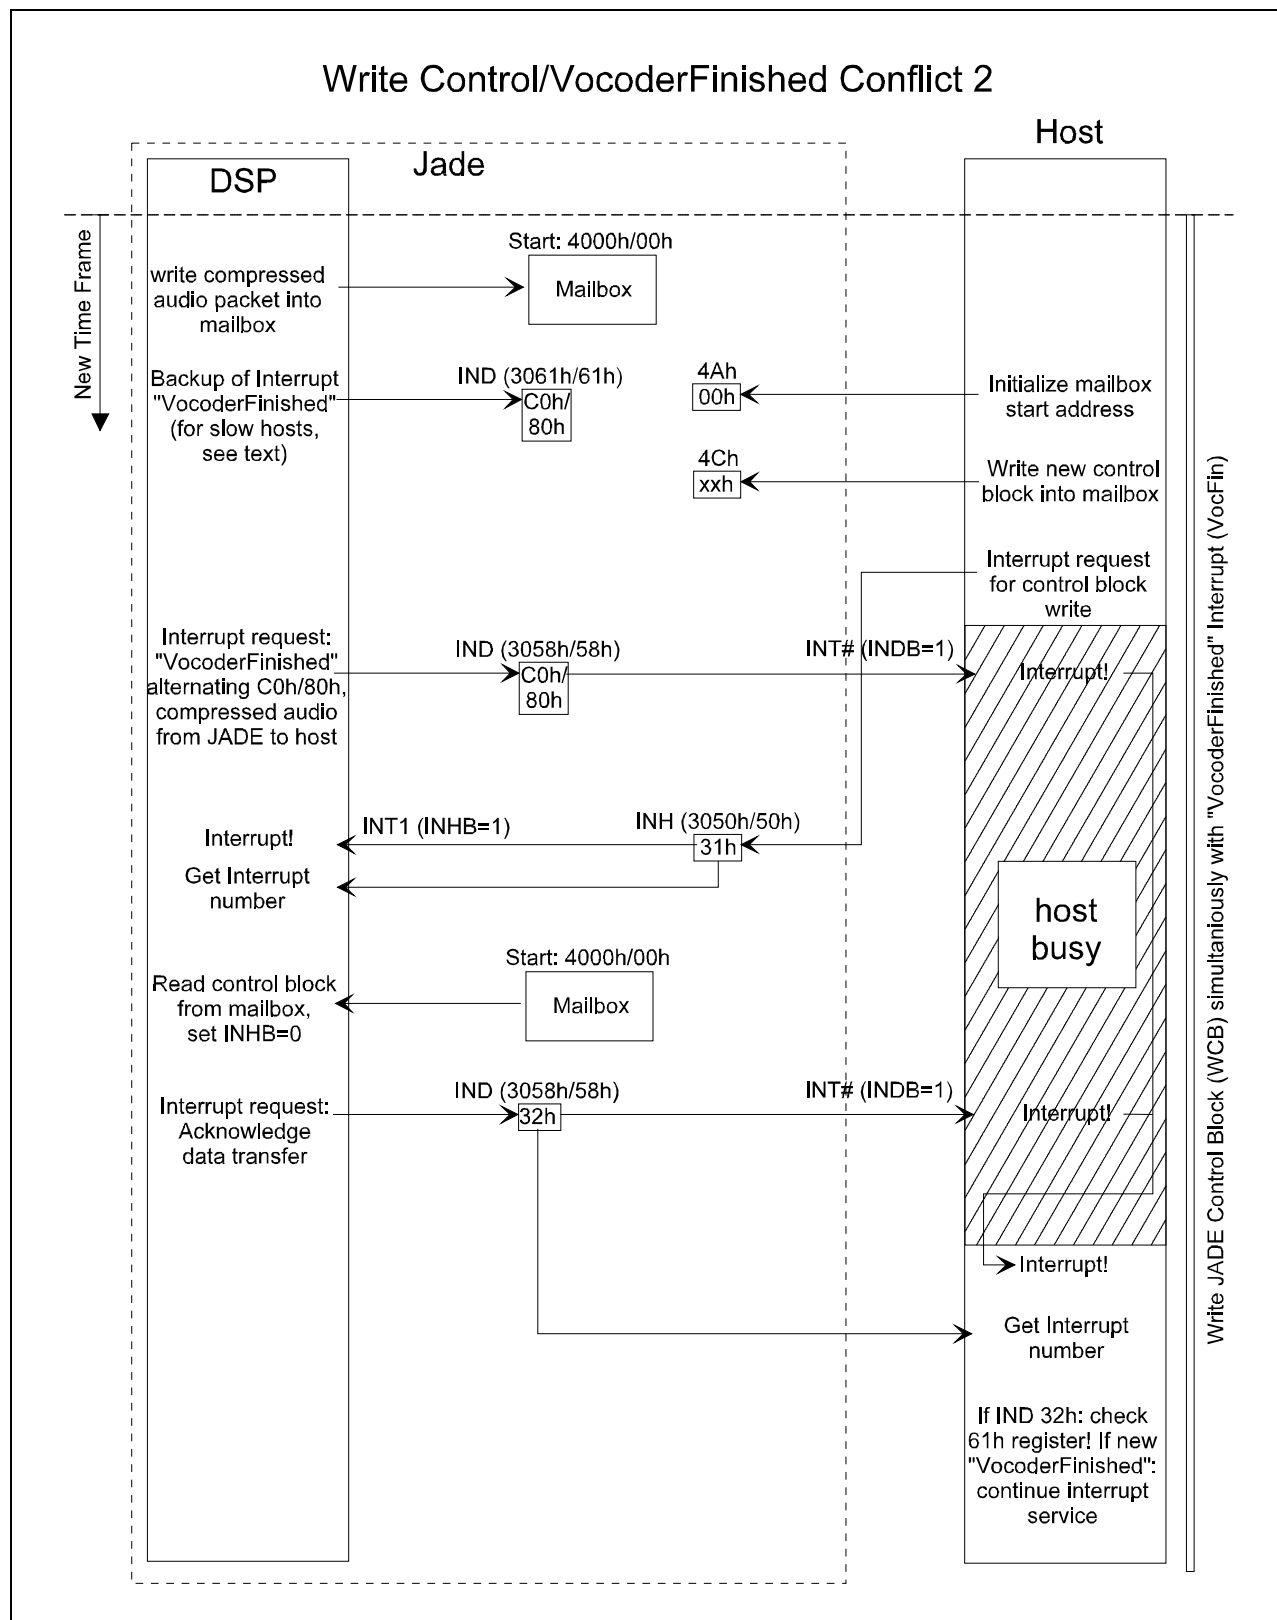 Write Control/VocoderFinished Conflict 2
Host
Jade
DSP
New Time Frame
Start: 4000h/00h
write compressed
audio packet into
mailbox
Mailbox
Backup of Interrupt
"VocoderFinished"
(for slow hosts,
see text)
IND (3061h/61h)
C0h/
80h
4Ah
00h
Initialize mailbox
start address
4Ch
xxh
Write new control
block into mailbox
Interrupt request
for control block
write
Interrupt request:
"VocoderFinished"
alternating C0h/80h,
compressed audio
from JADE to host
IND (3058h/58h)
C0h/
80h
INT# (INDB=1)
Interrupt!
Interrupt!
INT1 (INHB=1)
INH (3050h/50h)
31h
Get Interrupt
number
host
busy
Start: 4000h/00h
Read control block
from mailbox,
set INHB=0
Mailbox
Interrupt request:
Acknowledge
data transfer
IND (3058h/58h)
32h
INT# (INDB=1)
Interrupt!
Interrupt!
Get Interrupt
number
If IND 32h: check
61h register! If new
"VocoderFinished":
continue interrupt
service
Write JADE Control Block (WCB) simultaniously with "VocoderFinished" Interrupt (VocFin)